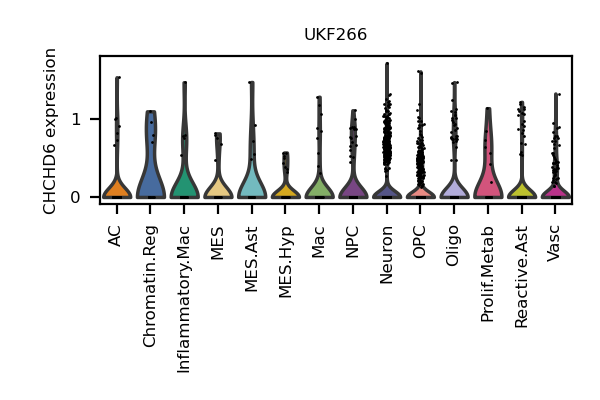 UKF266
CHCHD6 expression
1
0
AC
Chromatin.Reg
Inflammatory.Mac
MES
MES.Ast
MES.Hyp
Mac
NPC
Neuron
OPC
Oligo
Prolif.Metab
Reactive.Ast
Vasc